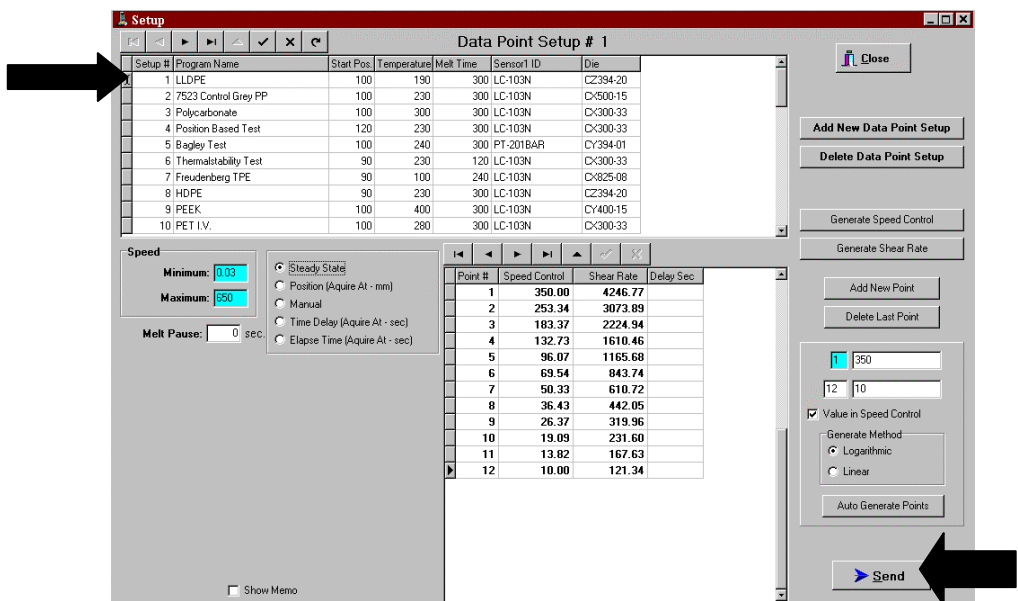 Setup
Data Point Setup # 1
Setup # Program Name Start Pos. Temperature Melt Time Sensor1 ID Die
1 LLDPE 100 190 300 LC-103N CZ394-20
2 7523 Control Grey PP 100 230 300 LC-103N CX500-15
3 Polycarbonate 100 300 300 LC-103N CX300-33
4 Position Based Test 120 230 300 LC-103N CX300-33
5 Bagley Test 100 240 300 PT-201BAR CY394-01
6 Thermalstability Test 90 230 120 LC-103N CX300-33
7 Freudenberg TPE 90 100 240 LC-103N CX825-08
8 HDPE 90 230 300 LC-103N CZ394-20
9 PEEK 100 400 300 LC-103N CY400-15
10 PET I.V. 100 280 300 LC-103N CX300-33
Close
Add New Data Point Setup
Delete Data Point Setup
Generate Speed Control
Generate Shear Rate
Speed
Minimum: 0.03
Maximum: 650
Melt Pause: 0 sec.
Steady State
Position (Aquire At - mm)
Manual
Time Delay (Aquire At - sec)
Elapse Time (Aquire At - sec)
Point # Speed Control Shear Rate Delay Sec
1 350.00 4246.77
2 253.34 3073.89
3 183.37 2224.94
4 132.73 1610.46
5 96.07 1165.68
6 69.54 843.74
7 50.33 610.72
8 36.43 442.05
9 26.37 319.96
10 19.09 231.60
11 13.82 167.63
12 10.00 121.34
Add New Point
Delete Last Point
1 350
12 10
Value in Speed Control
Generate Method
Logarithmic
Linear
Auto Generate Points
Send
Show Memo